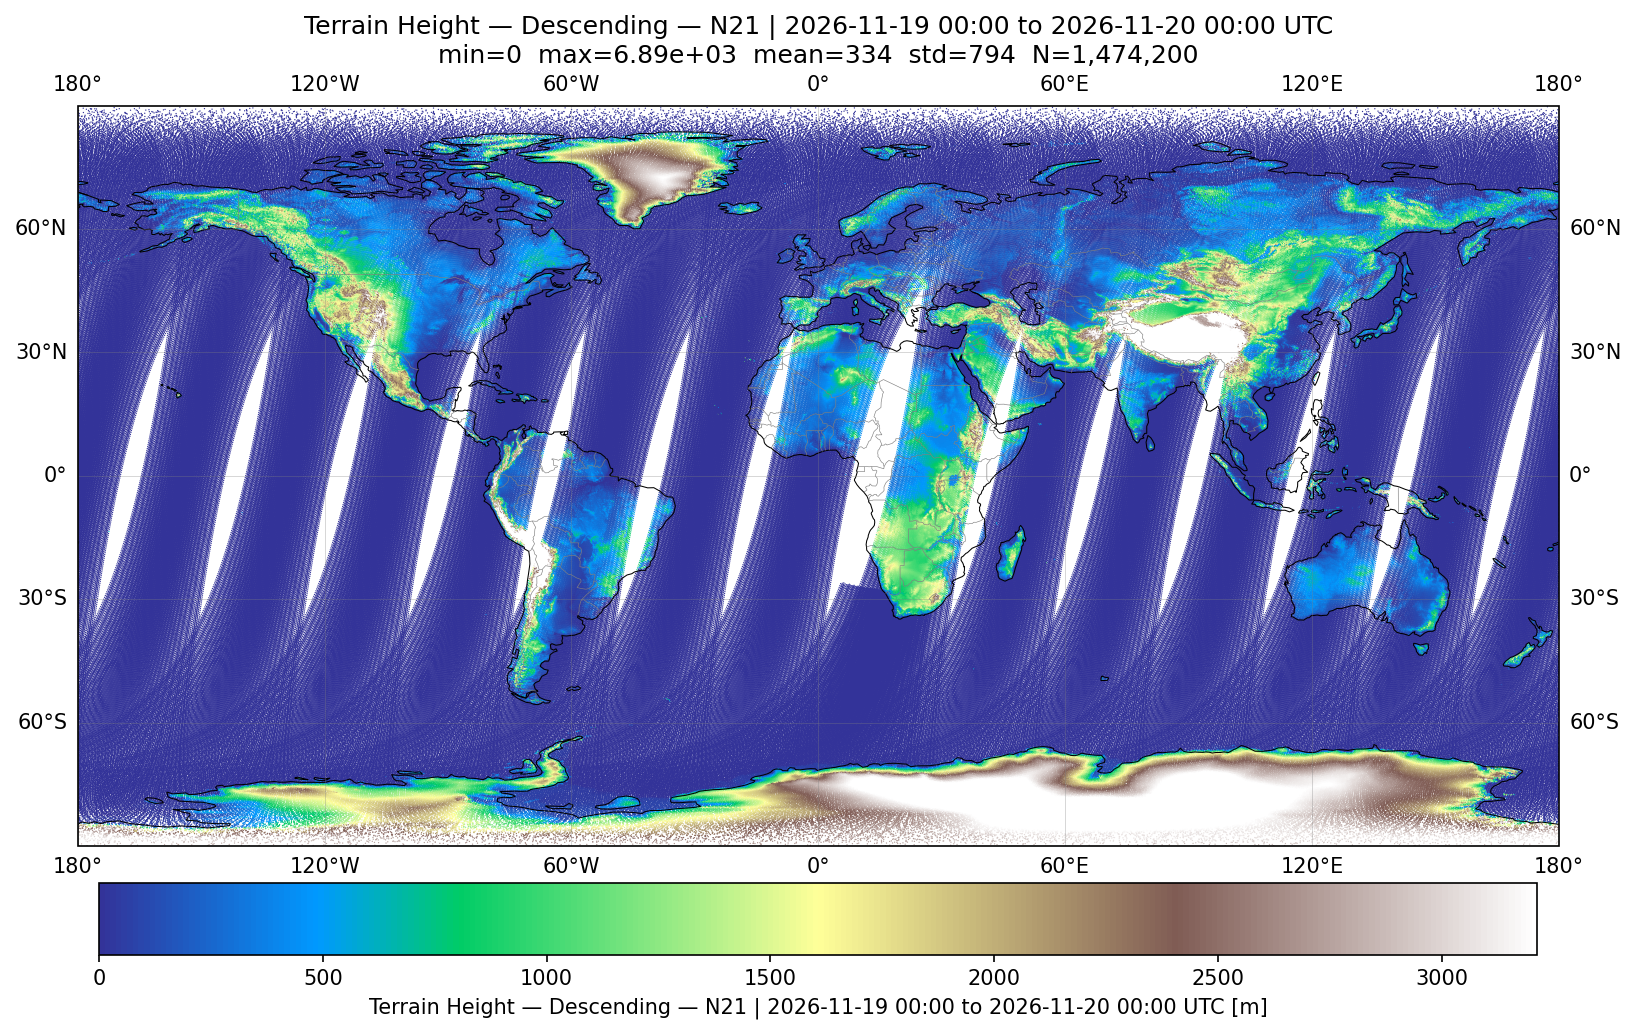 Terrain Height — Descending — N21 | 2026-11-19 00:00 to 2026-11-20 00:00 UTC
min=0 max=6.89e+03 mean=334 std=794 N=1,474,200
180° 120°W 60°W 0° 60°E 120°E 180°
60°N 60°N
30°N 30°N
0° 0°
30°S 30°S
60°S 60°S
180° 120°W 60°W 0° 60°E 120°E 180°
0 500 1000 1500 2000 2500 3000
Terrain Height — Descending — N21 | 2026-11-19 00:00 to 2026-11-20 00:00 UTC [m]